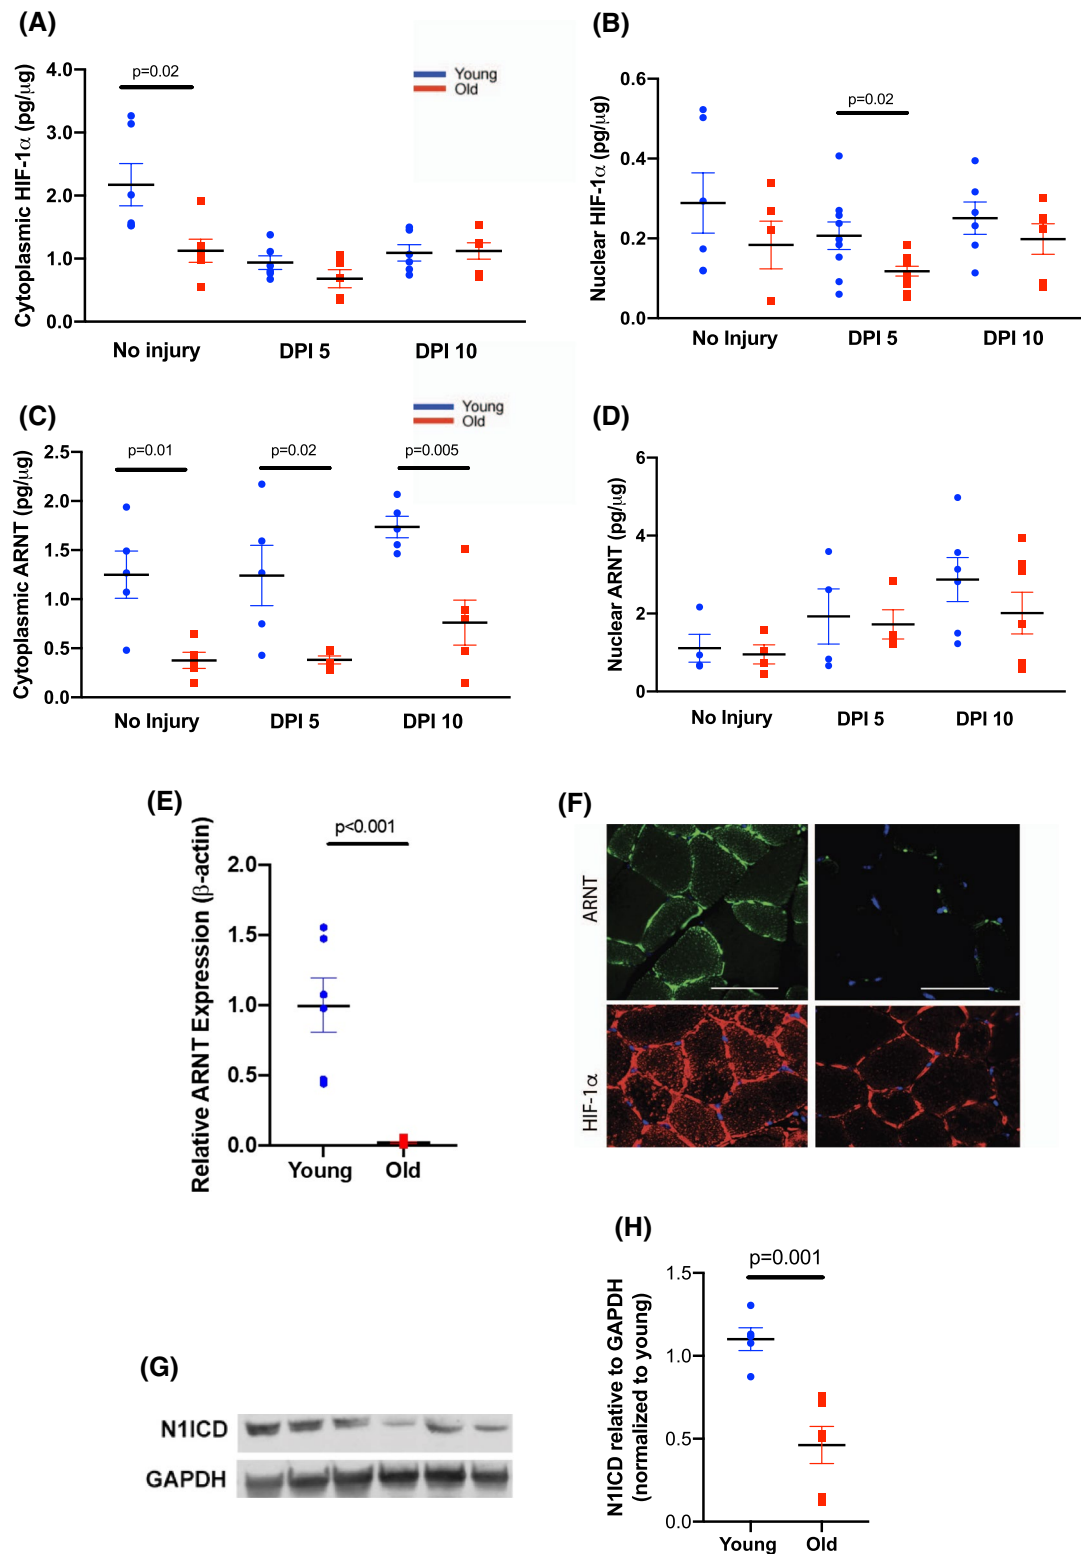 (A)
Cytoplasmic HIF-1α (pg/μg)
4.0
3.0
2.0
1.0
0.0
p=0.02
Young
Old
No injury
DPI 5
DPI 10
(B)
Nuclear HIF-1α (pg/μg)
0.6
0.4
0.2
0.0
p=0.02
No Injury
DPI 5
DPI 10
(C)
Cytoplasmic ARNT (pg/μg)
2.5
2.0
1.5
1.0
0.5
0.0
p=0.01
p=0.02
p=0.005
Young
Old
No Injury
DPI 5
DPI 10
(D)
Nuclear ARNT (pg/μg)
6
4
2
0
No Injury
DPI 5
DPI 10
(E)
Relative ARNT Expression (β-actin)
2.0
1.5
1.0
0.5
0.0
p<0.001
Young
Old
(F)
ARNT
HIF-1α
(G)
N1ICD
GAPDH
(H)
N1ICD relative to GAPDH
(normalized to young)
1.5
1.0
0.5
0.0
p=0.001
Young
Old